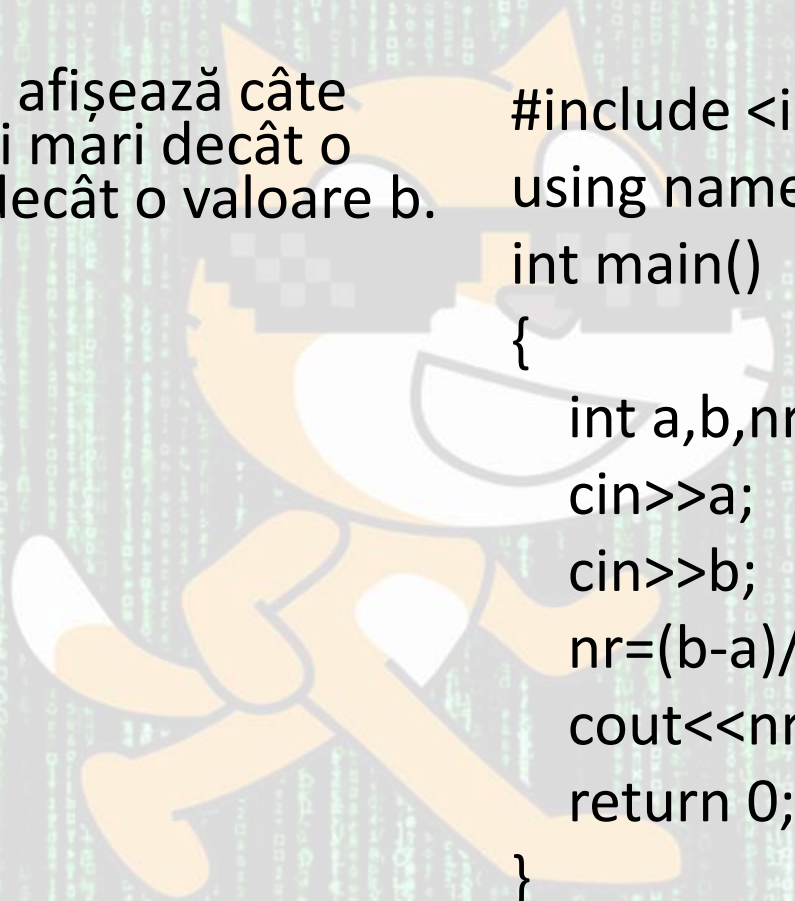 afișează câte
i mari decât o
decât o valoare b.
#include <i
using name
int main()
{
int a,b,nr
cin>>a;
cin>>b;
nr=(b-a)/
cout<<nr
return 0;
}